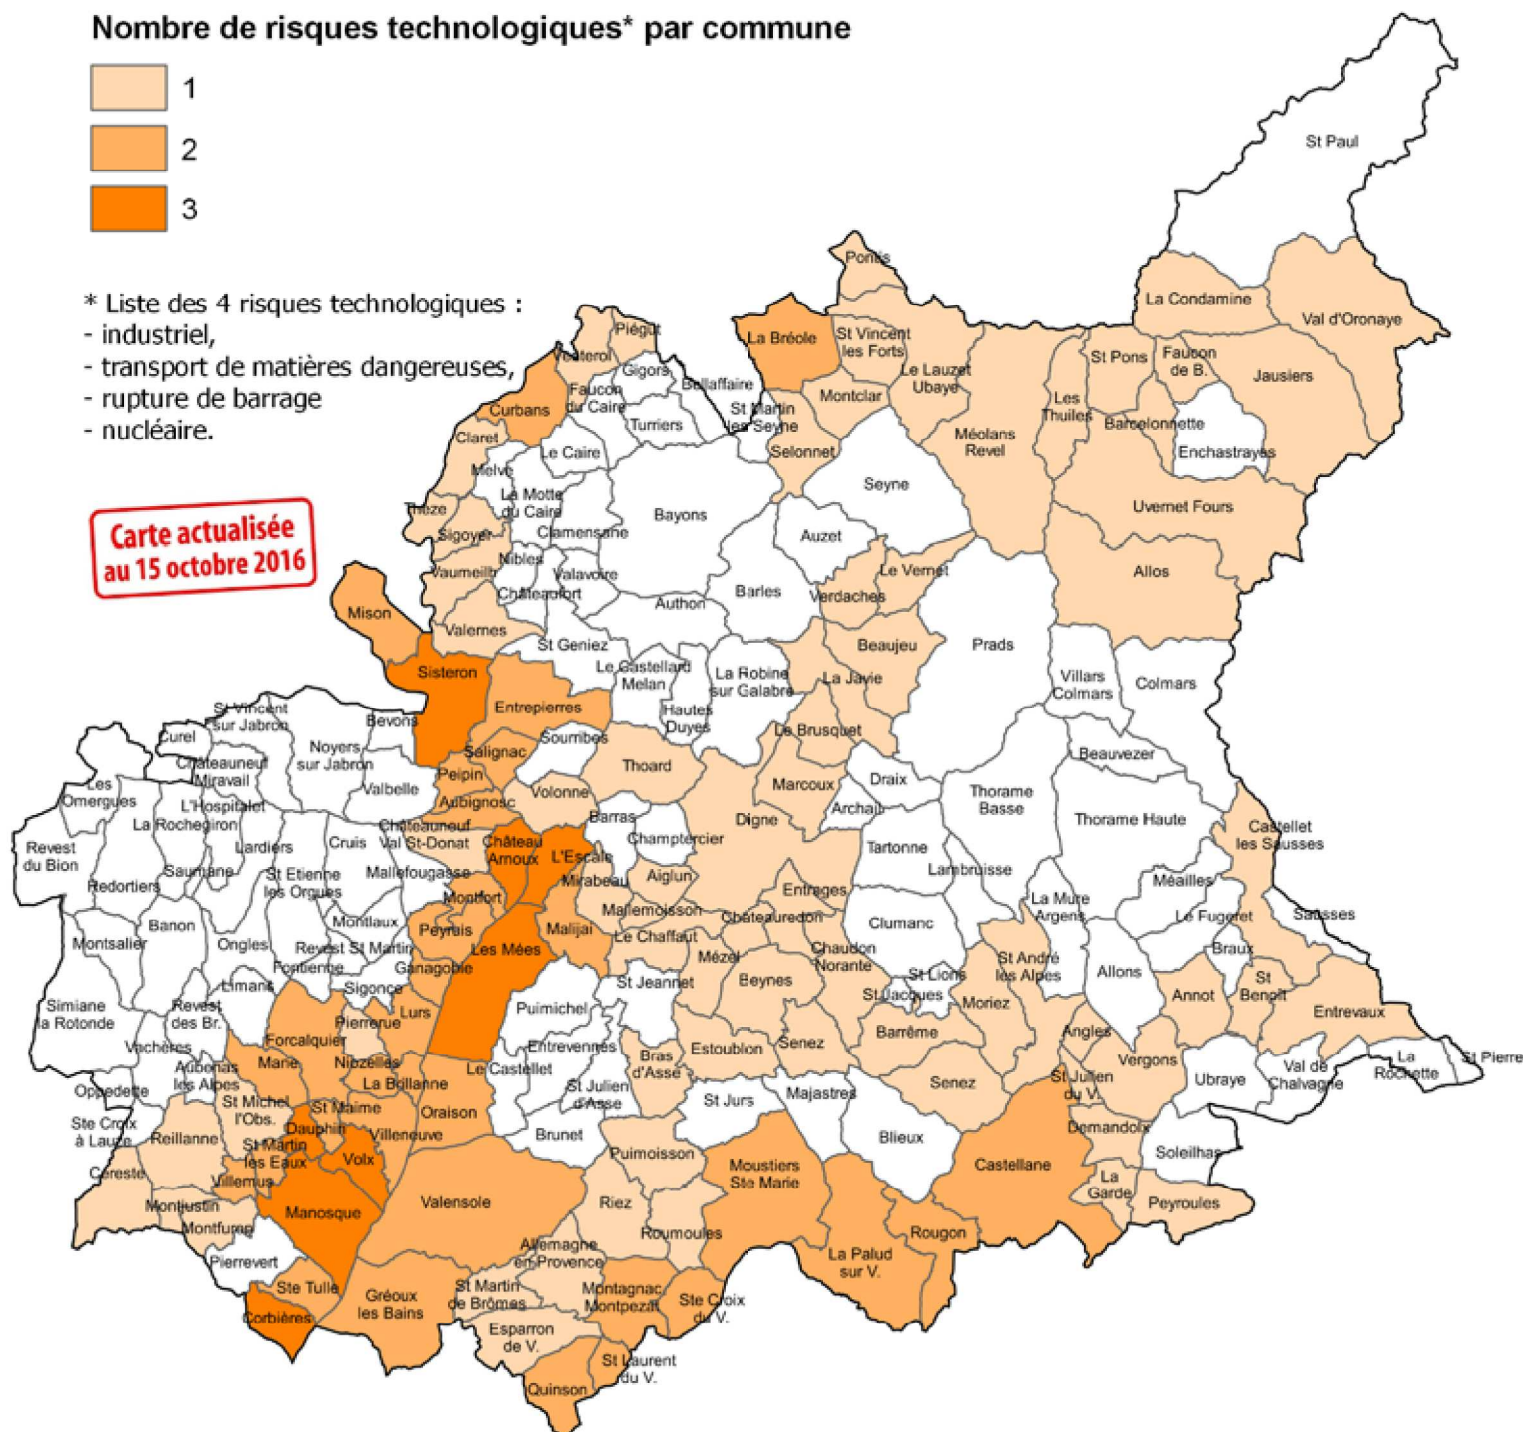 Nombre de risques technologiques* par commune
1
2
3
* Liste des 4 risques technologiques :
- industriel,
- transport de matières dangereuses,
- rupture de barrage
- nucléaire.
Carte actualisée
au 15 octobre 2016
St Paul
Pontis
La Condamine
Val d'Oronaye
La Bréole
St Vincent
les Forts
Le Lauzet
Ubaye
St Pons
Faucon
de B.
Jausiers
Piégut
Venterol
Gigors
Bellaffaire
Faucon
du Caire
Curbans
Turriers
St Martin
les Seyne
Montclar
Les
Thuiles
Barcelonnette
Enchastrayes
Claret
Le Caire
Selonnet
Méolans
Revel
Melve
La Motte
du Caire
Seyne
Thèze
Sigoyer
Clamensane
Bayons
Auzet
Uvernet Fours
Vaumeilh
Nibles
Valavoire
Châteaufort
Authon
Barles
Verdaches
Le Vernet
Allos
Mison
Valernes
St Geniez
Beaujeu
Prads
Sisteron
Le Castellard
Melan
La Robine
sur Galabre
La Javie
Villars
Colmars
Colmars
Entrepierres
Hautes
Duyes
St Vincent
sur Jabron
Bevons
Curel
Noyers
sur Jabron
Salignac
Sourribes
Le Brusquet
Beauvezer
Châteauneuf
Miravail
Valbelle
Peipin
Thoard
Marcoux
Draix
Les
Omergues
L'Hospitalet
Aubignosc
Volonne
Archail
Thorame
Basse
La Rochegiron
Châteauneuf
Val St-Donat
Barras
Champtercier
Digne
Thorame Haute
Castellet
les Sausses
Revest
du Bion
Lardiers
Cruis
Château
Arnoux
L'Escale
Tartonne
Lambruisse
Redortiers
Saumane
St Etienne
les Orgues
Mallefougasse
Mirabeau
Aiglun
Entrages
Méailles
Montfort
Mallemoisson
Châteauredon
La Mure
Argens
Le Fugeret
Sausses
Banon
Montlaux
Peyruis
Malijai
Clumanc
Montsalier
Ongles
Revest St Martin
Les Mées
Le Chaffaut
Mézel
Chaudon
Norante
St André
les Alpes
Allons
Braux
Fontienne
Ganagobie
St Jeannet
Beynes
St Lions
St
Benoît
Limans
Sigonce
St Jacques
Moriez
Annot
Simiane
la Rotonde
Revest
des Br.
Lurs
Puimichel
Entrevaux
Pierrerue
Forcalquier
Barrême
Angles
Vachères
Niozelles
Entrevennes
Estoublon
Senez
Vergons
Aubenas
les Alpes
Mane
Le Castellet
Bras
d'Asse
La Rochette
St Pierre
Oppedette
La Brillanne
St Julien
d'Asse
Senez
St Julien
du V.
Ubraye
Val de
Chalvagne
St Michel
l'Obs.
St Maime
Oraison
St Jurs
Majastres
Ste Croix
à Lauze
Reillanne
Dauphin
Villeneuve
Brunet
Blieux
Demandolx
Soleilhas
St Martin
les Eaux
Volx
Puimoisson
Moustiers
Ste Marie
Castellane
Céreste
Villemus
La
Garde
Peyroules
Montjustin
Manosque
Valensole
Riez
Montfuron
Roumoules
Rougon
Pierrevert
Allemagne
en Provence
La Palud
sur V.
Ste Tulle
Gréoux
les Bains
St Martin
de Brômes
Montagnac
Montpezat
Ste Croix
du V.
Corbières
Esparron
de V.
St Laurent
du V.
Quinson